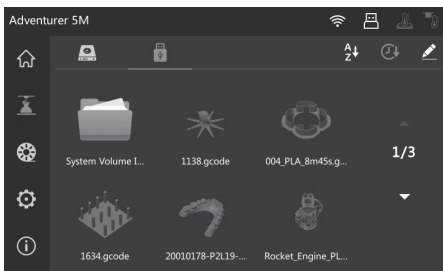 Adventurer 5M
A
Z
System Volume I...
1138.gcode
004_PLA_8m45s.g...
1/3
1634.gcode
20010178-P2L19-...
Rocket_Engine_PL...